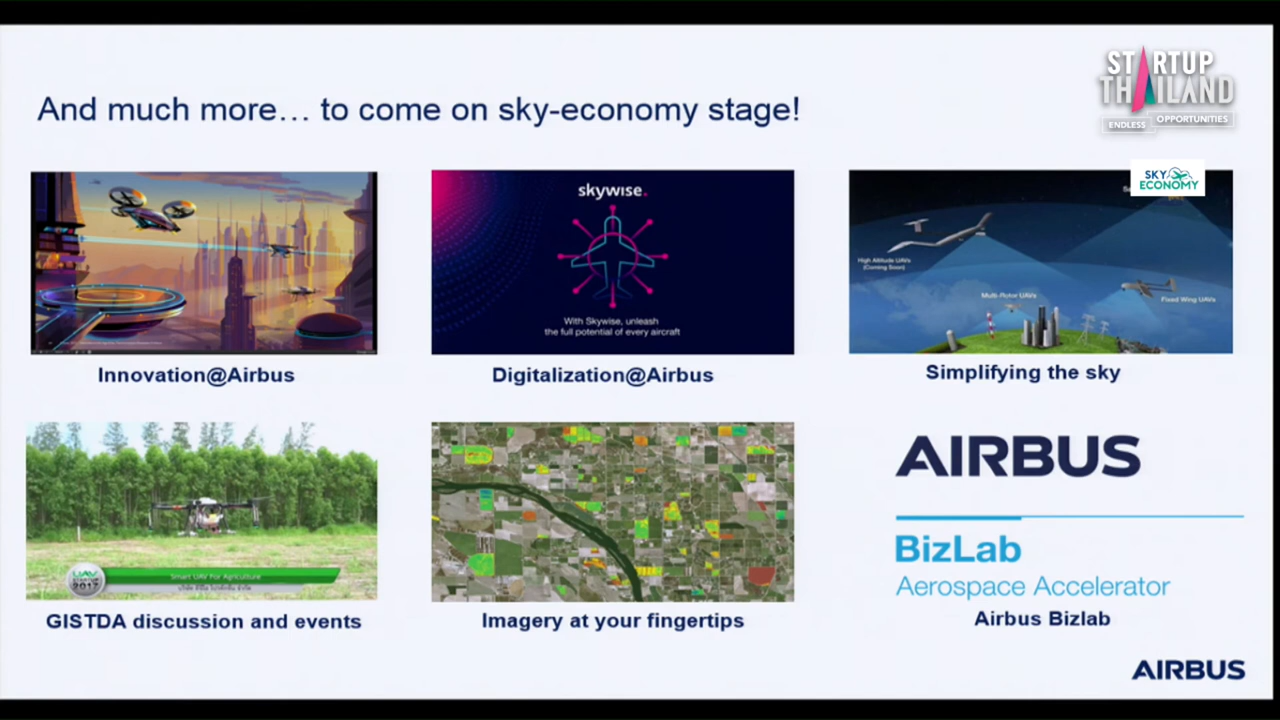 STARTUP
THAILAND
ENDLESS OPPORTUNITIES
And much more… to come on sky-economy stage!
SKY
ECONOMY
skywise.
With Skywise, unleash
the full potential of every aircraft
High Altitude UAVs
(Coming Soon)
Multi-Rotor UAVs
Fixed Wing UAVs
Innovation@Airbus
Digitalization@Airbus
Simplifying the sky
UAV
STARTUP
2017
Smart UAV For Agriculture
AIRBUS
BizLab
Aerospace Accelerator
GISTDA discussion and events
Imagery at your fingertips
Airbus Bizlab
AIRBUS